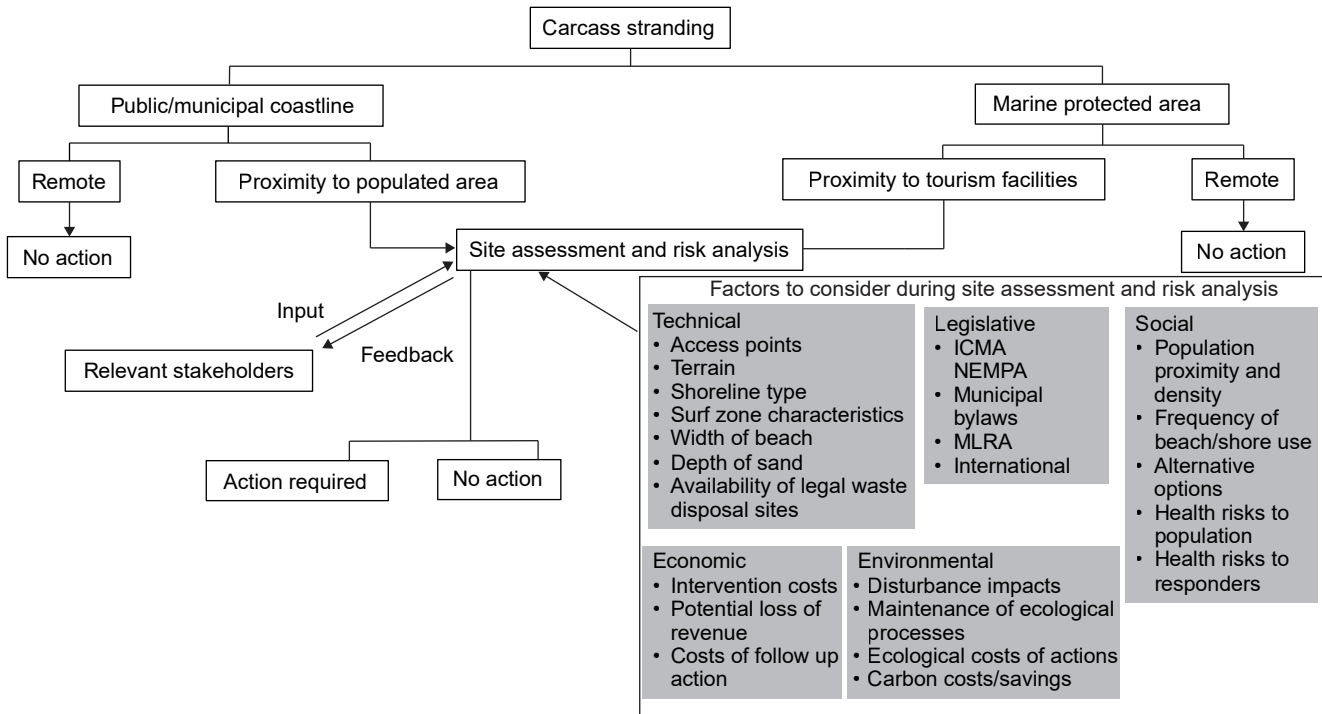 Carcass stranding
Public/municipal coastline
Marine protected area
Remote
Proximity to populated area
Proximity to tourism facilities
Remote
No action
Site assessment and risk analysis
No action
Input
Feedback
Relevant stakeholders
Action required
No action
Factors to consider during site assessment and risk analysis
Technical
• Access points
• Terrain
• Shoreline type
• Surf zone characteristics
• Width of beach
• Depth of sand
• Availability of legal waste
disposal sites
Legislative
• ICMA
NEMPA
• Municipal
bylaws
• MLRA
• International
Social
• Population
proximity and
density
• Frequency of
beach/shore use
• Alternative
options
• Health risks to
population
• Health risks to
responders
Economic
• Intervention costs
• Potential loss of
revenue
• Costs of follow up
action
Environmental
• Disturbance impacts
• Maintenance of ecological
processes
• Ecological costs of actions
• Carbon costs/savings